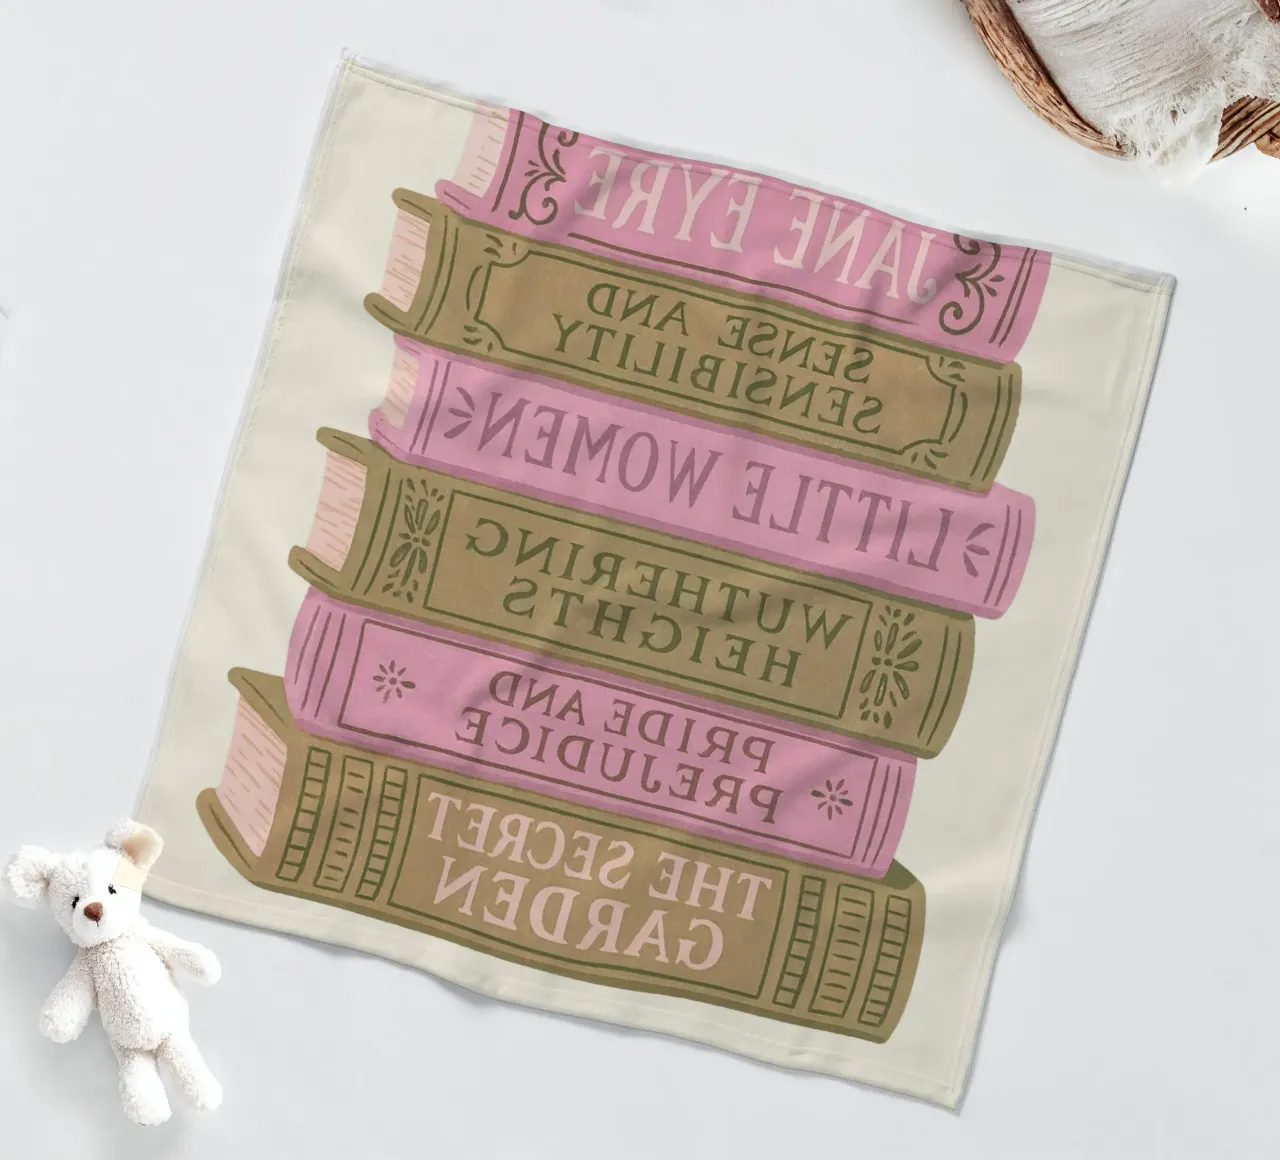 JANE EYRE
SENSE AND
SENSIBILITY
LITTLE WOMEN
WUTHERING
HEIGHTS
PRIDE AND
PREJUDICE
THE SECRET
GARDEN